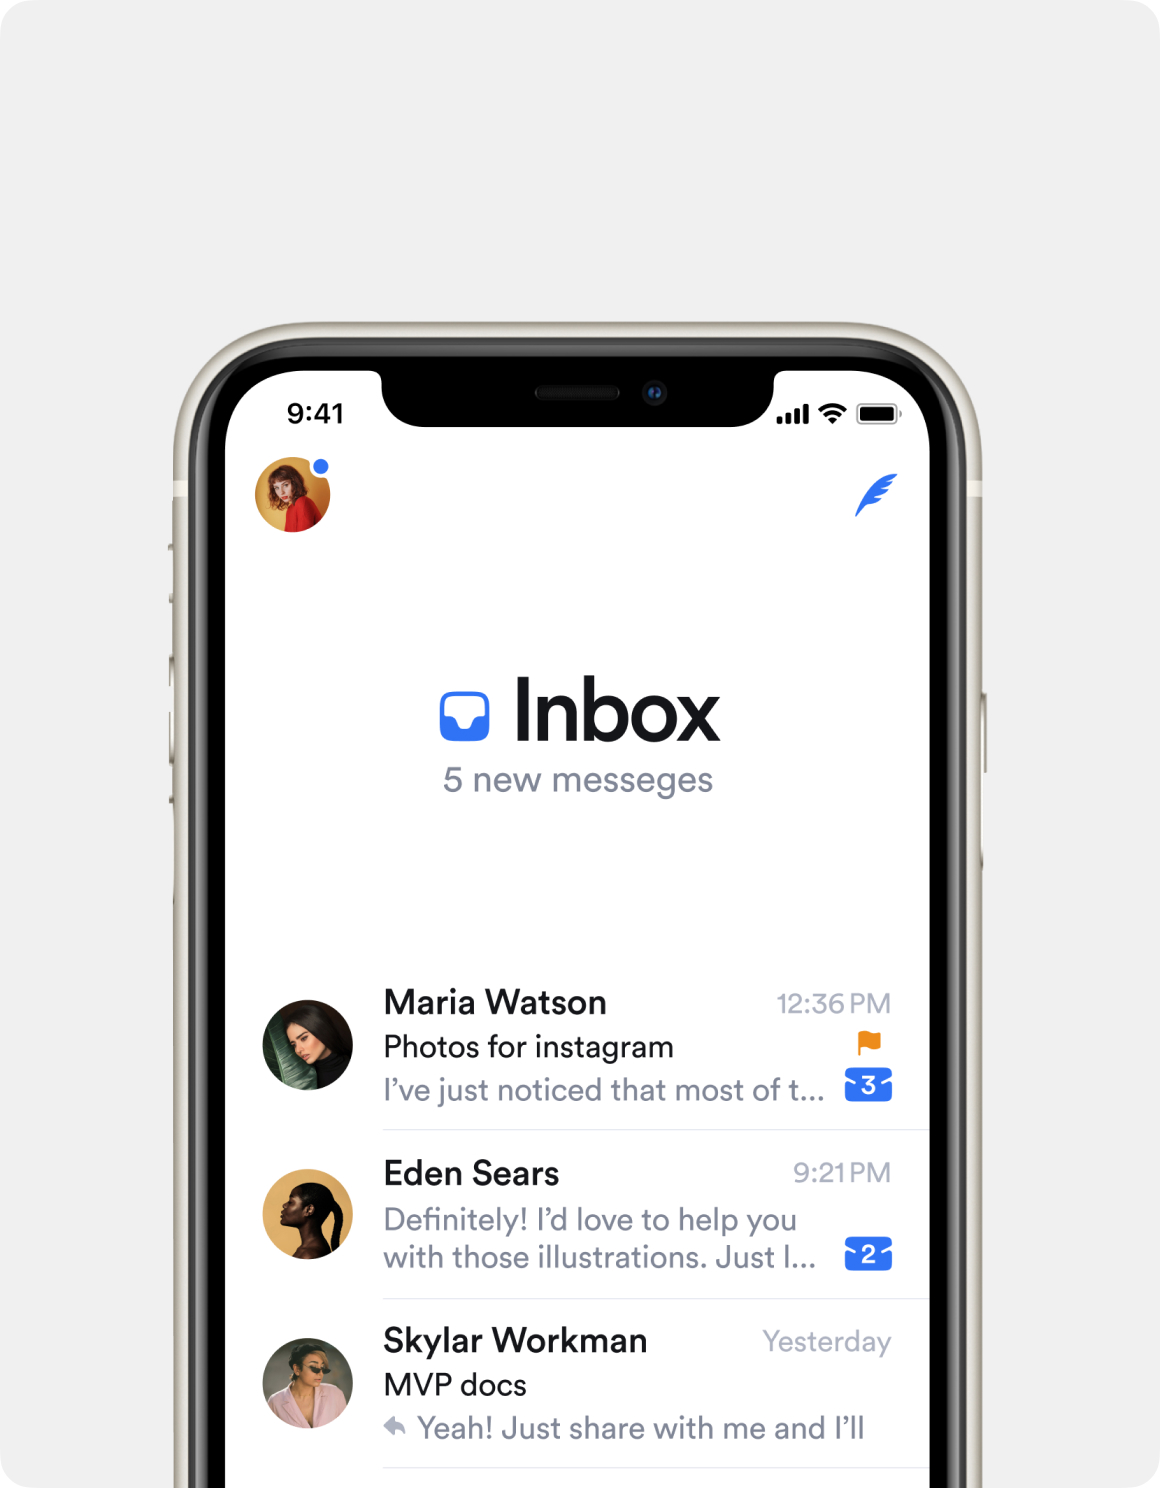 9:41
Inbox
5 new messeges
Maria Watson 12:36 PM
Photos for instagram
I’ve just noticed that most of t... 3
Eden Sears 9:21 PM
Definitely! I’d love to help you
with those illustrations. Just l... 2
Skylar Workman Yesterday
MVP docs
Yeah! Just share with me and I’ll